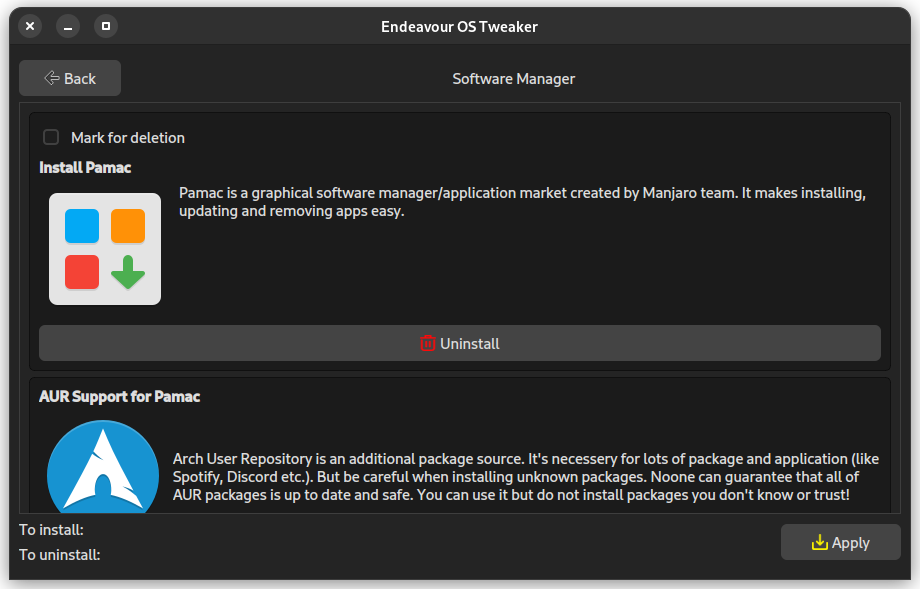 Endeavour OS Tweaker
Back
Software Manager
Mark for deletion
Install Pamac
Pamac is a graphical software manager/application market created by Manjaro team. It makes installing,
updating and removing apps easy.
Uninstall
AUR Support for Pamac
Arch User Repository is an additional package source. It's necessery for lots of package and application (like
Spotify, Discord etc.). But be careful when installing unknown packages. Noone can guarantee that all of
AUR packages is up to date and safe. You can use it but do not install packages you don't know or trust!
To install:
To uninstall:
Apply